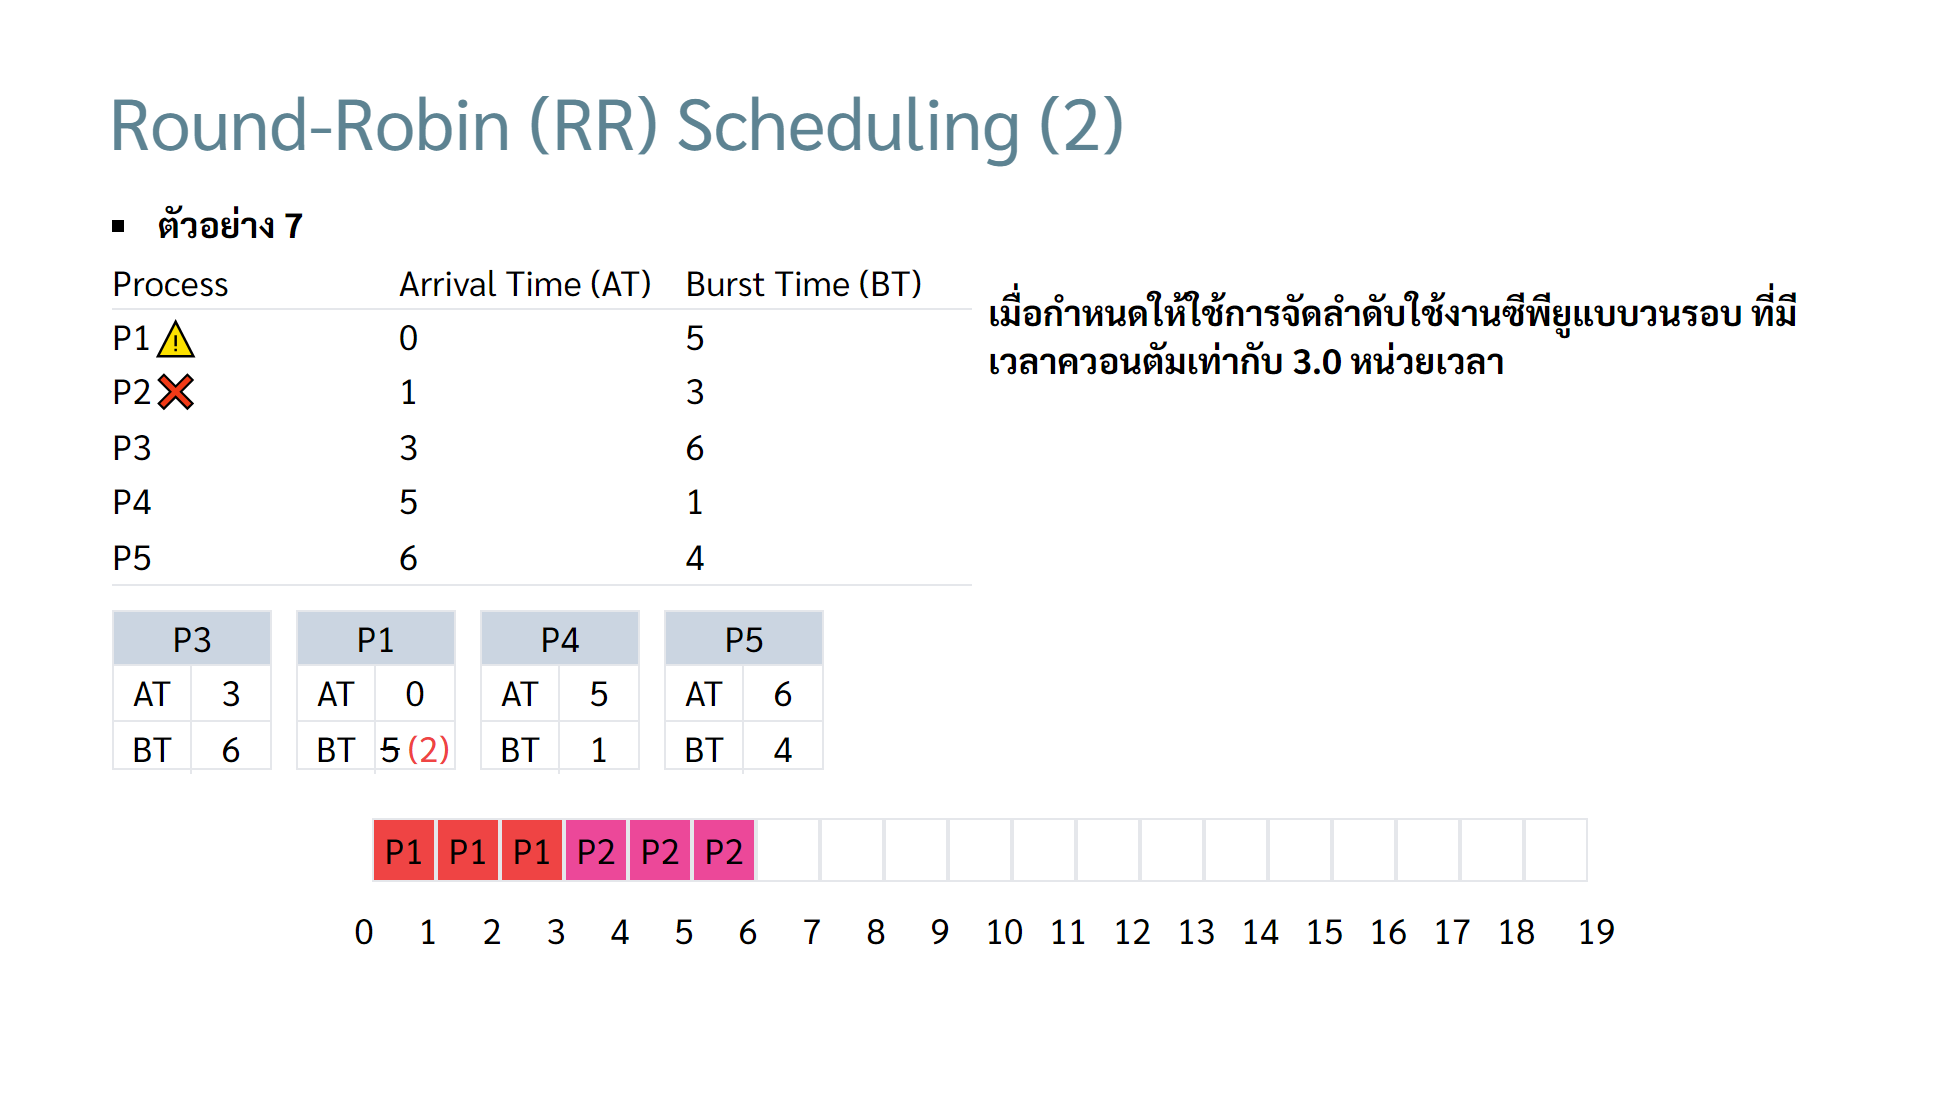 Round-Robin (RR) Scheduling (2)
▪ ตัวอย่าง 7
Process Arrival Time (AT) Burst Time (BT)
P1 0 5
P2 1 3
P3 3 6
P4 5 1
P5 6 4
เมื่อกำหนดให้ใช้การจัดลำดับใช้งานซีพียูแบบวนรอบ ที่มี
เวลาควอนตัมเท่ากับ 3.0 หน่วยเวลา
P3 P1 P4 P5
AT 3 AT 0 AT 5 AT 6
BT 6 BT 5 (2) BT 1 BT 4
P1 P1 P1 P2 P2 P2
0 1 2 3 4 5 6 7 8 9 10 11 12 13 14 15 16 17 18 19